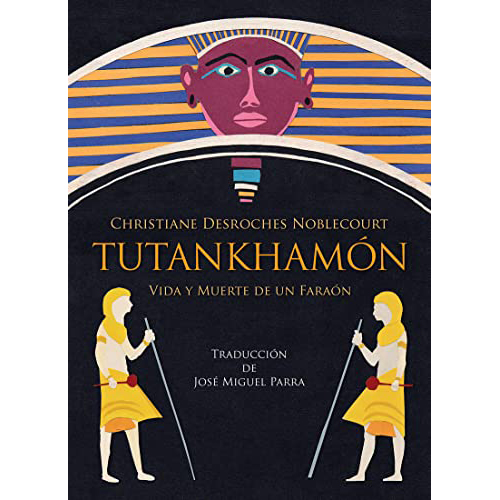 Christiane Desroches Noblecourt
TUTANKHAMÓN
Vida y Muerte de un Faraón
Traducción
de
José Miguel Parra